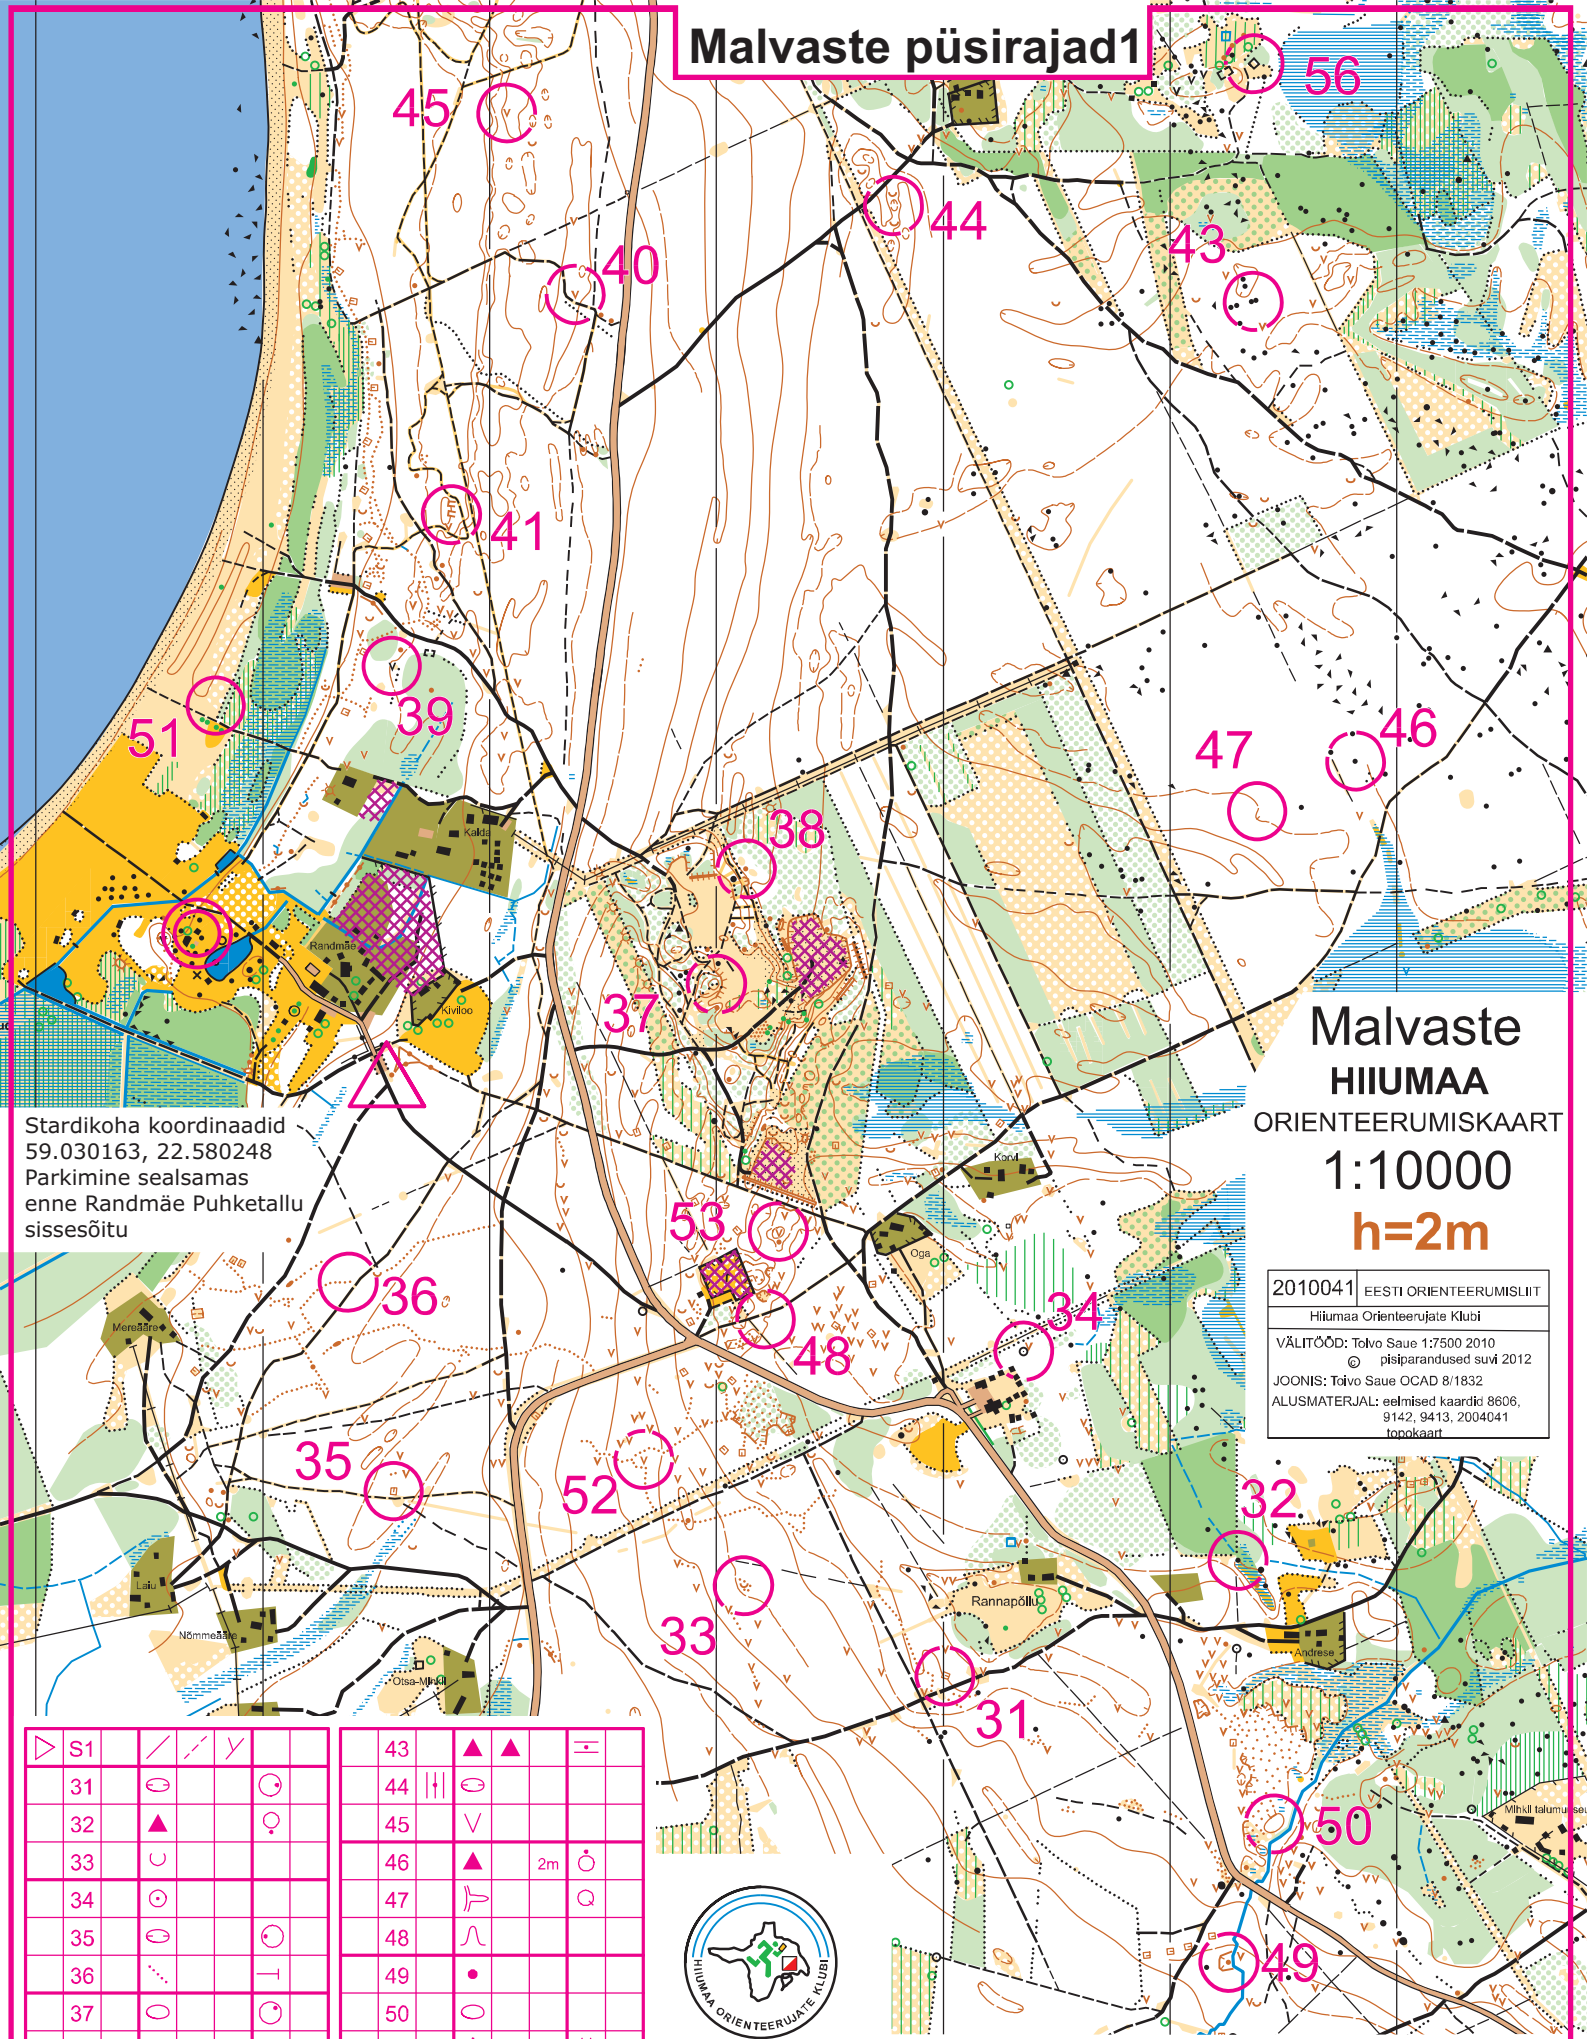 Malvaste püsirajad1
45
56
44
43
40
41
39
51
46
47
38
Kalda
Randmäe
Kiviloo
37
Malvaste
HIIUMAA
ORIENTEERUMISKAART
1:10000
h=2m
Stardikoha koordinaadid
59.030163, 22.580248
Parkimine sealsamas
enne Randmäe Puhketallu
sissesõitu
Korvi
53
Oga
36
34
2010041 EESTI ORIENTEERUMISLIIT
Hiiumaa Orienteerujate Klubi
VÄLITÖÖD: Toivo Saue 1:7500 2010
© pisiparandused suvi 2012
JOONIS: Toivo Saue OCAD 8/1832
ALUSMATERJAL: eelmised kaardid 8606,
9142, 9413, 2004041
topokaart
Mereääre
48
35
52
32
Laiu
Rannapõllu
33
Nõmmeääre
Andrese
Otsa-Mihkli
31
50
Mihkli talumuuseu
49
S1
31
32
33
34
35
36
37
43
44
45
46 2m
47
48
49
50
HIIUMAA ORIENTEERUJATE KLUBI